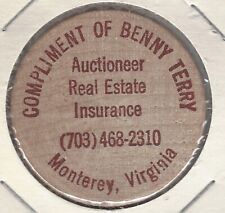 COMPLIMENT OF BENNY TERRY
Auctioneer
Real Estate
Insurance
(703) 468-2310
Monterey, Virginia